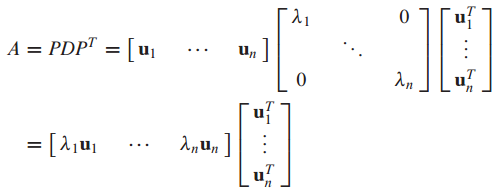 A = PDP^T = [ u_1 ⋯ u_n ] [ λ_1 0 ; ⋱ ; 0 λ_n ] [ u_1^T ; ⋮ ; u_n^T ]
= [ λ_1u_1 ⋯ λ_nu_n ] [ u_1^T ; ⋮ ; u_n^T ]